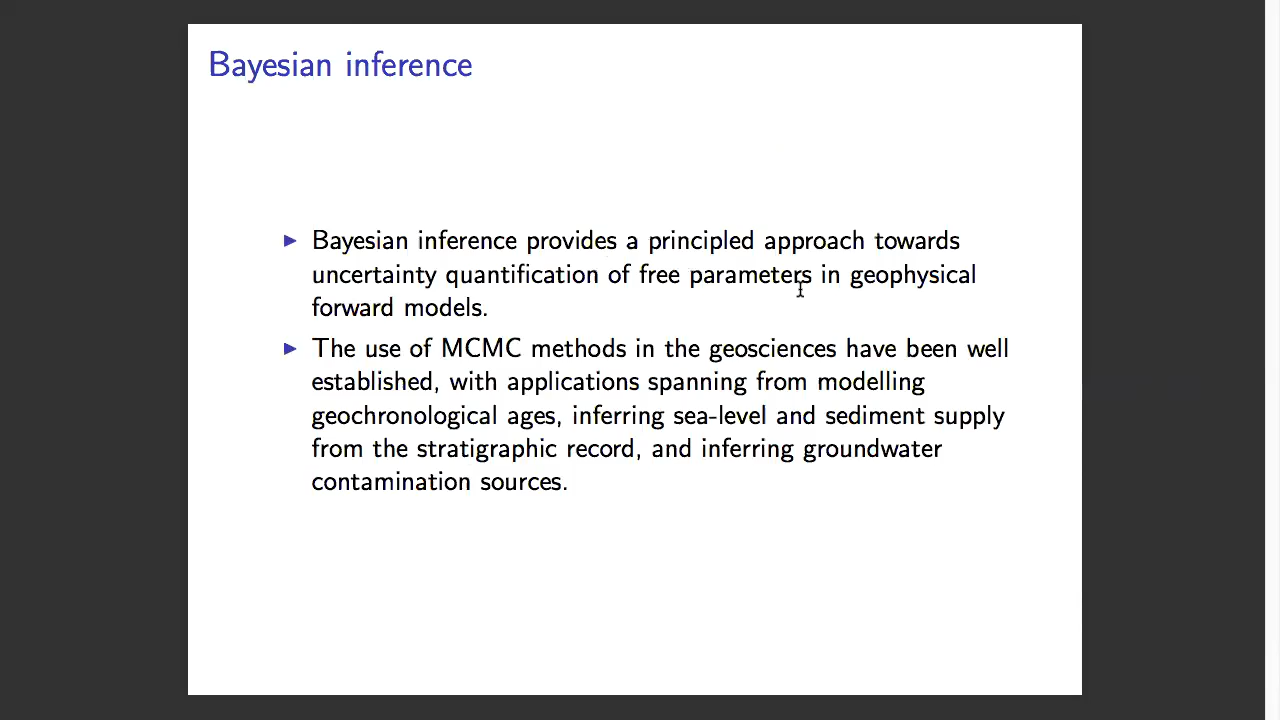 Bayesian inference
Bayesian inference provides a principled approach towards
uncertainty quantification of free parameters in geophysical
forward models.
The use of MCMC methods in the geosciences have been well
established, with applications spanning from modelling
geochronological ages, inferring sea-level and sediment supply
from the stratigraphic record, and inferring groundwater
contamination sources.